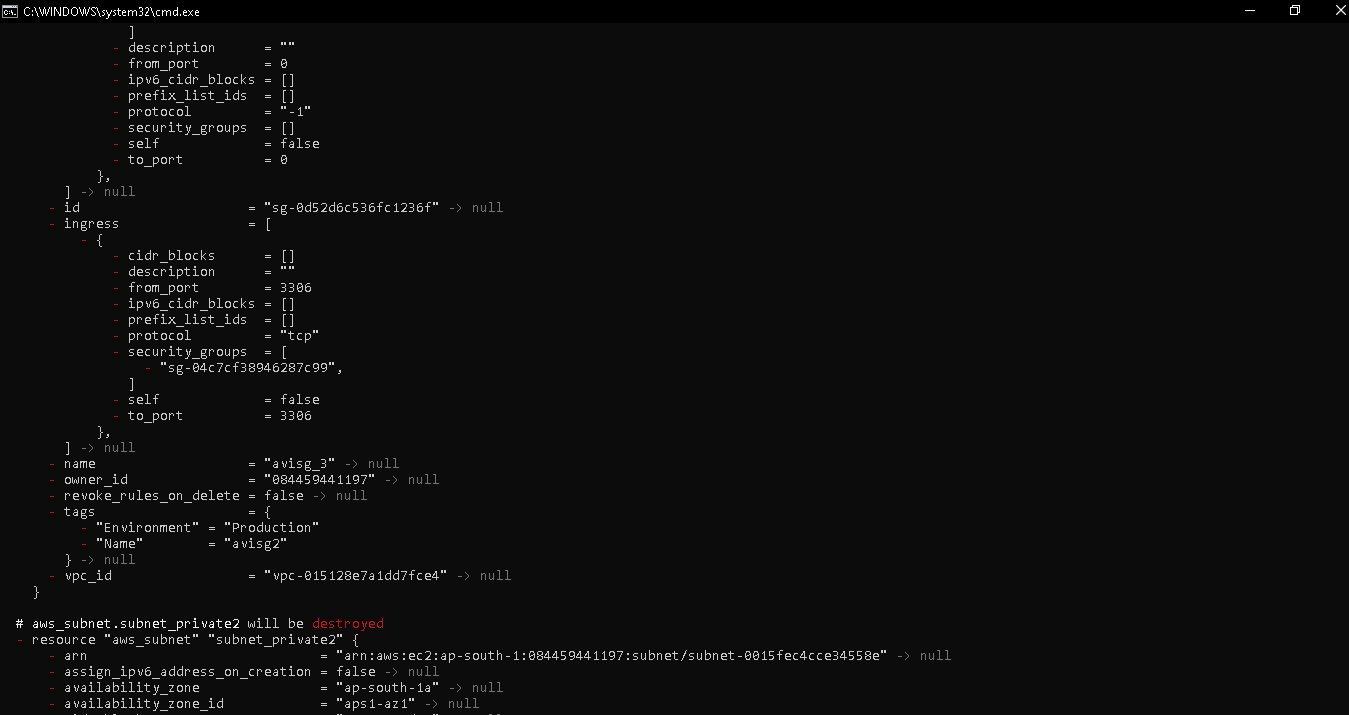 C:\WINDOWS\system32\cmd.exe
]
- description = ""
- from_port = 0
- ipv6_cidr_blocks = []
- prefix_list_ids = []
- protocol = "-1"
- security_groups = []
- self = false
- to_port = 0
},
] -> null
- id = "sg-0d52d6c536fc1236f" -> null
- ingress = [
- {
- cidr_blocks = []
- description = ""
- from_port = 3306
- ipv6_cidr_blocks = []
- prefix_list_ids = []
- protocol = "tcp"
- security_groups = [
- "sg-04c7cf38946287c99",
]
- self = false
- to_port = 3306
},
] -> null
- name = "avisg_3" -> null
- owner_id = "084459441197" -> null
- revoke_rules_on_delete = false -> null
- tags = {
- "Environment" = "Production"
- "Name" = "avisg2"
} -> null
- vpc_id = "vpc-015128e7a1dd7fce4" -> null
}
# aws_subnet.subnet_private2 will be destroyed
- resource "aws_subnet" "subnet_private2" {
- arn = "arn:aws:ec2:ap-south-1:084459441197:subnet/subnet-0015fec4cce34558e" -> null
- assign_ipv6_address_on_creation = false -> null
- availability_zone = "ap-south-1a" -> null
- availability_zone_id = "aps1-az1" -> null